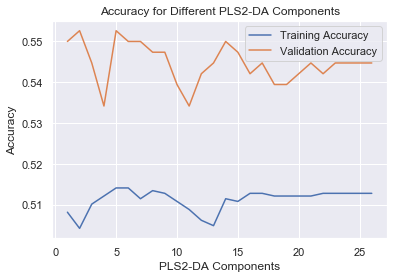 Accuracy for Different PLS2-DA Components
Training Accuracy
Validation Accuracy
Accuracy
0.55
0.54
0.53
0.52
0.51
0
5
10
15
20
25
PLS2-DA Components